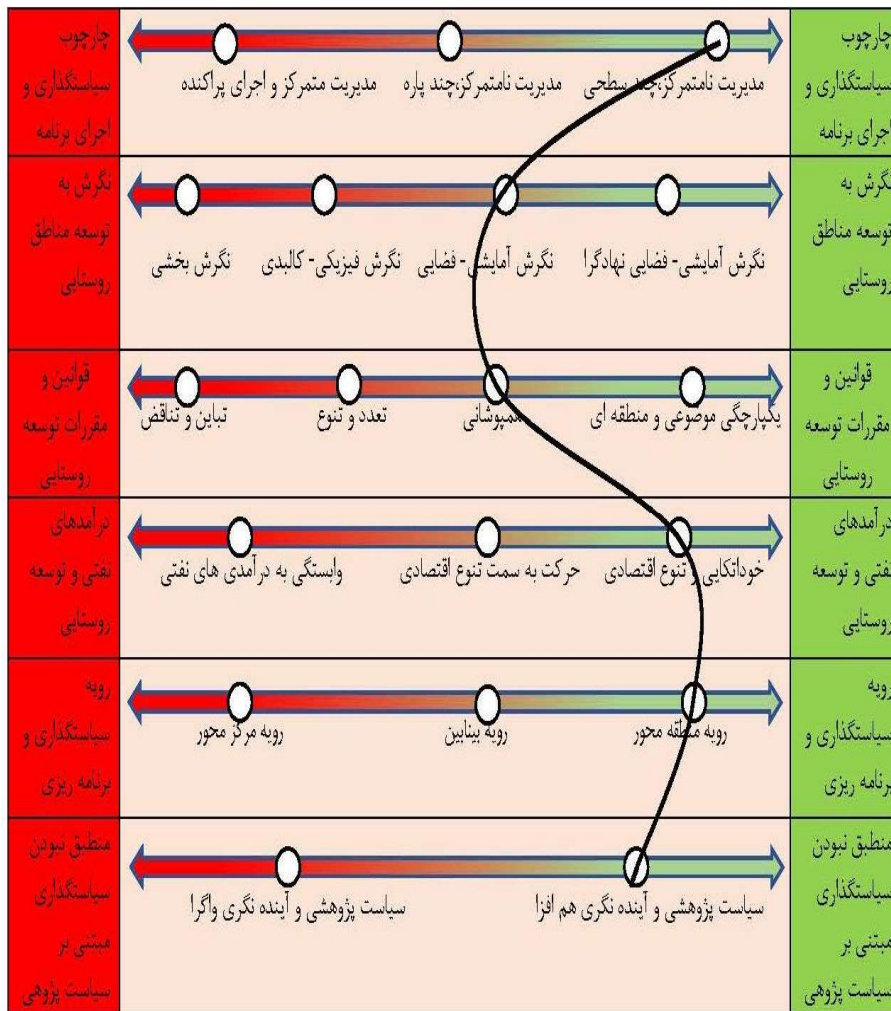 چارچوب
سیاستگذاری و
اجرای برنامه
مدیریت نامتمرکز،چند سطحی
مدیریت نامتمرکز،چند پاره
مدیریت متمرکز و اجرای پراکنده
چارچوب
سیاستگذاری و
اجرای برنامه
نگرش به
توسعه مناطق
روستایی
نگرش آمایشی- فضایی نهادگرا
نگرش آمایشی- فضایی
نگرش فیزیکی- کالبدی
نگرش بخشی
نگرش به
توسعه مناطق
روستایی
قوانین و
مقررات توسعه
روستایی
یکپارچگی موضوعی و منطقه ای
همپوشانی
تعدد و تنوع
تباین و تناقض
قوانین و
مقررات توسعه
روستایی
درآمدهای
نفتی و توسعه
روستایی
خوداتکایی و تنوع اقتصادی
حرکت به سمت تنوع اقتصادی
وابستگی به درآمدی های نفتی
درآمدهای
نفتی و توسعه
روستایی
رویه
سیاستگذاری و
برنامه ریزی
رویه منطقه محور
رویه بینابین
رویه مرکز محور
رویه
سیاستگذاری و
برنامه ریزی
منطبق نبودن
سیاستگذاری
مبتنی بر
سیاست پژوهی
سیاست پژوهشی و آینده نگری هم افزا
سیاست پژوهشی و آینده نگری واگرا
منطبق نبودن
سیاستگذاری
مبتنی بر
سیاست پژوهی